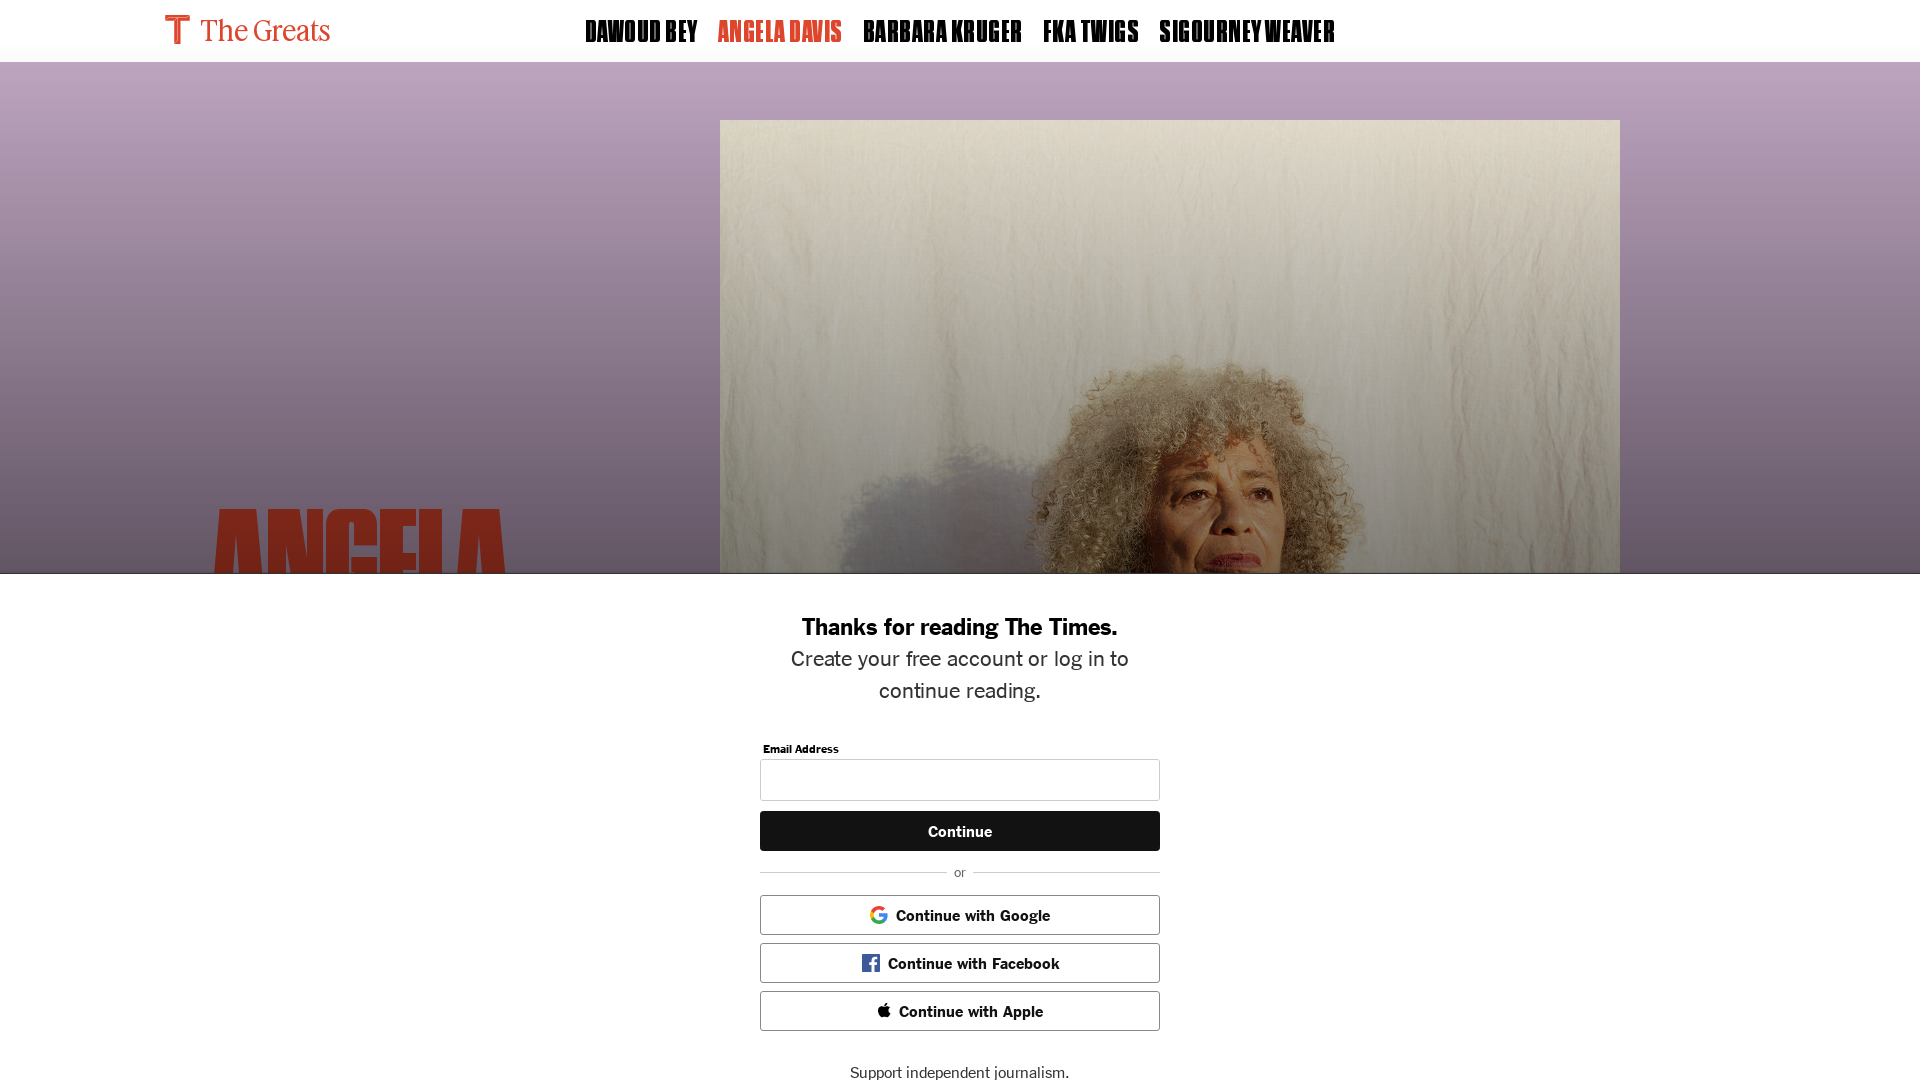 The Greats
DAWOUD BEY ANGELA DAVIS BARBARA KRUGER FKA TWIGS SIGOURNEY WEAVER
ANGELA
Thanks for reading The Times.
Create your free account or log in to
continue reading.
Email Address
Continue
or
Continue with Google
Continue with Facebook
Continue with Apple
Support independent journalism.